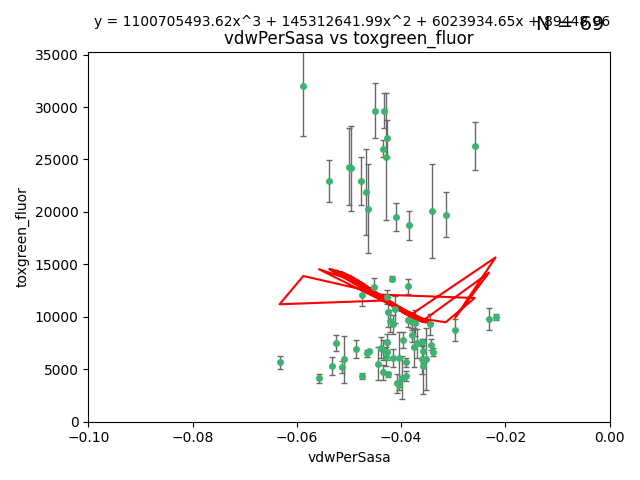 y = 1100705493.62x^3 + 145312641.99x^2 + 6023934.65x + 89448.96
N = 69
vdwPerSasa vs toxgreen_fluor
35000
30000
25000
20000
15000
10000
5000
0
toxgreen_fluor
−0.10 −0.08 −0.06 −0.04 −0.02 0.00
vdwPerSasa